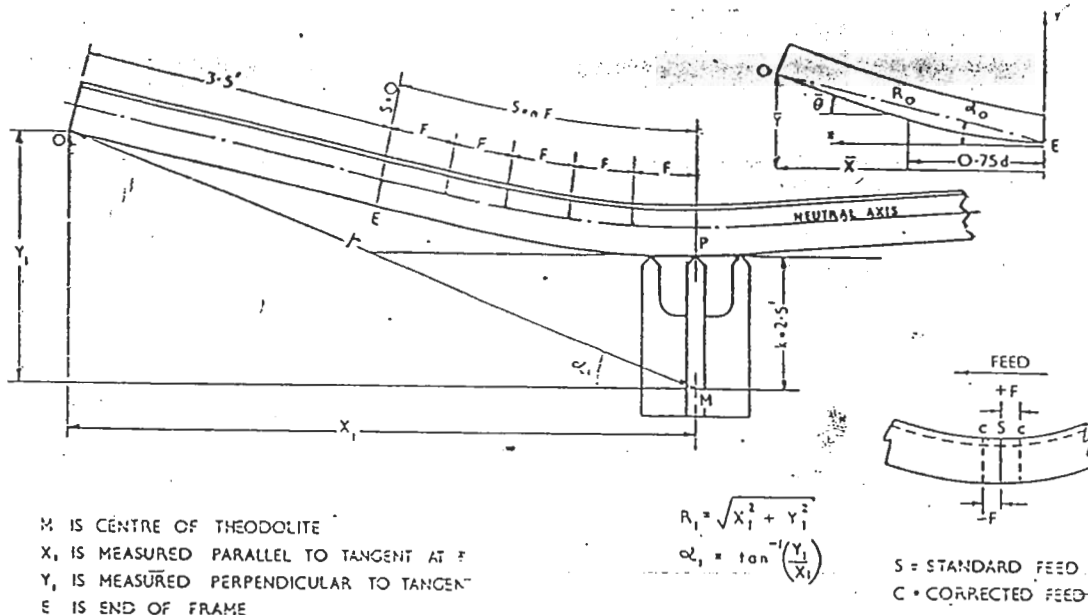 3·5'
S=O
S=n F
F
F
F
F
F
O
E
Y₁
r
α₁
X₁
P
M
k=2·5'
NEUTRAL AXIS
Y
O
R₀
α₀
θ̄
Ȳ
x
X̄
0·75d
E
FEED
+F
c S c
-F
M IS CENTRE OF THEODOLITE
X₁ IS MEASURED PARALLEL TO TANGENT AT
Y₁ IS MEASURED PERPENDICULAR TO TANGENT
E IS END OF FRAME
R₁ = √X₁² + Y₁²
α₁ = tan⁻¹(Y₁/X₁)
S = STANDARD FEED
C = CORRECTED FEED